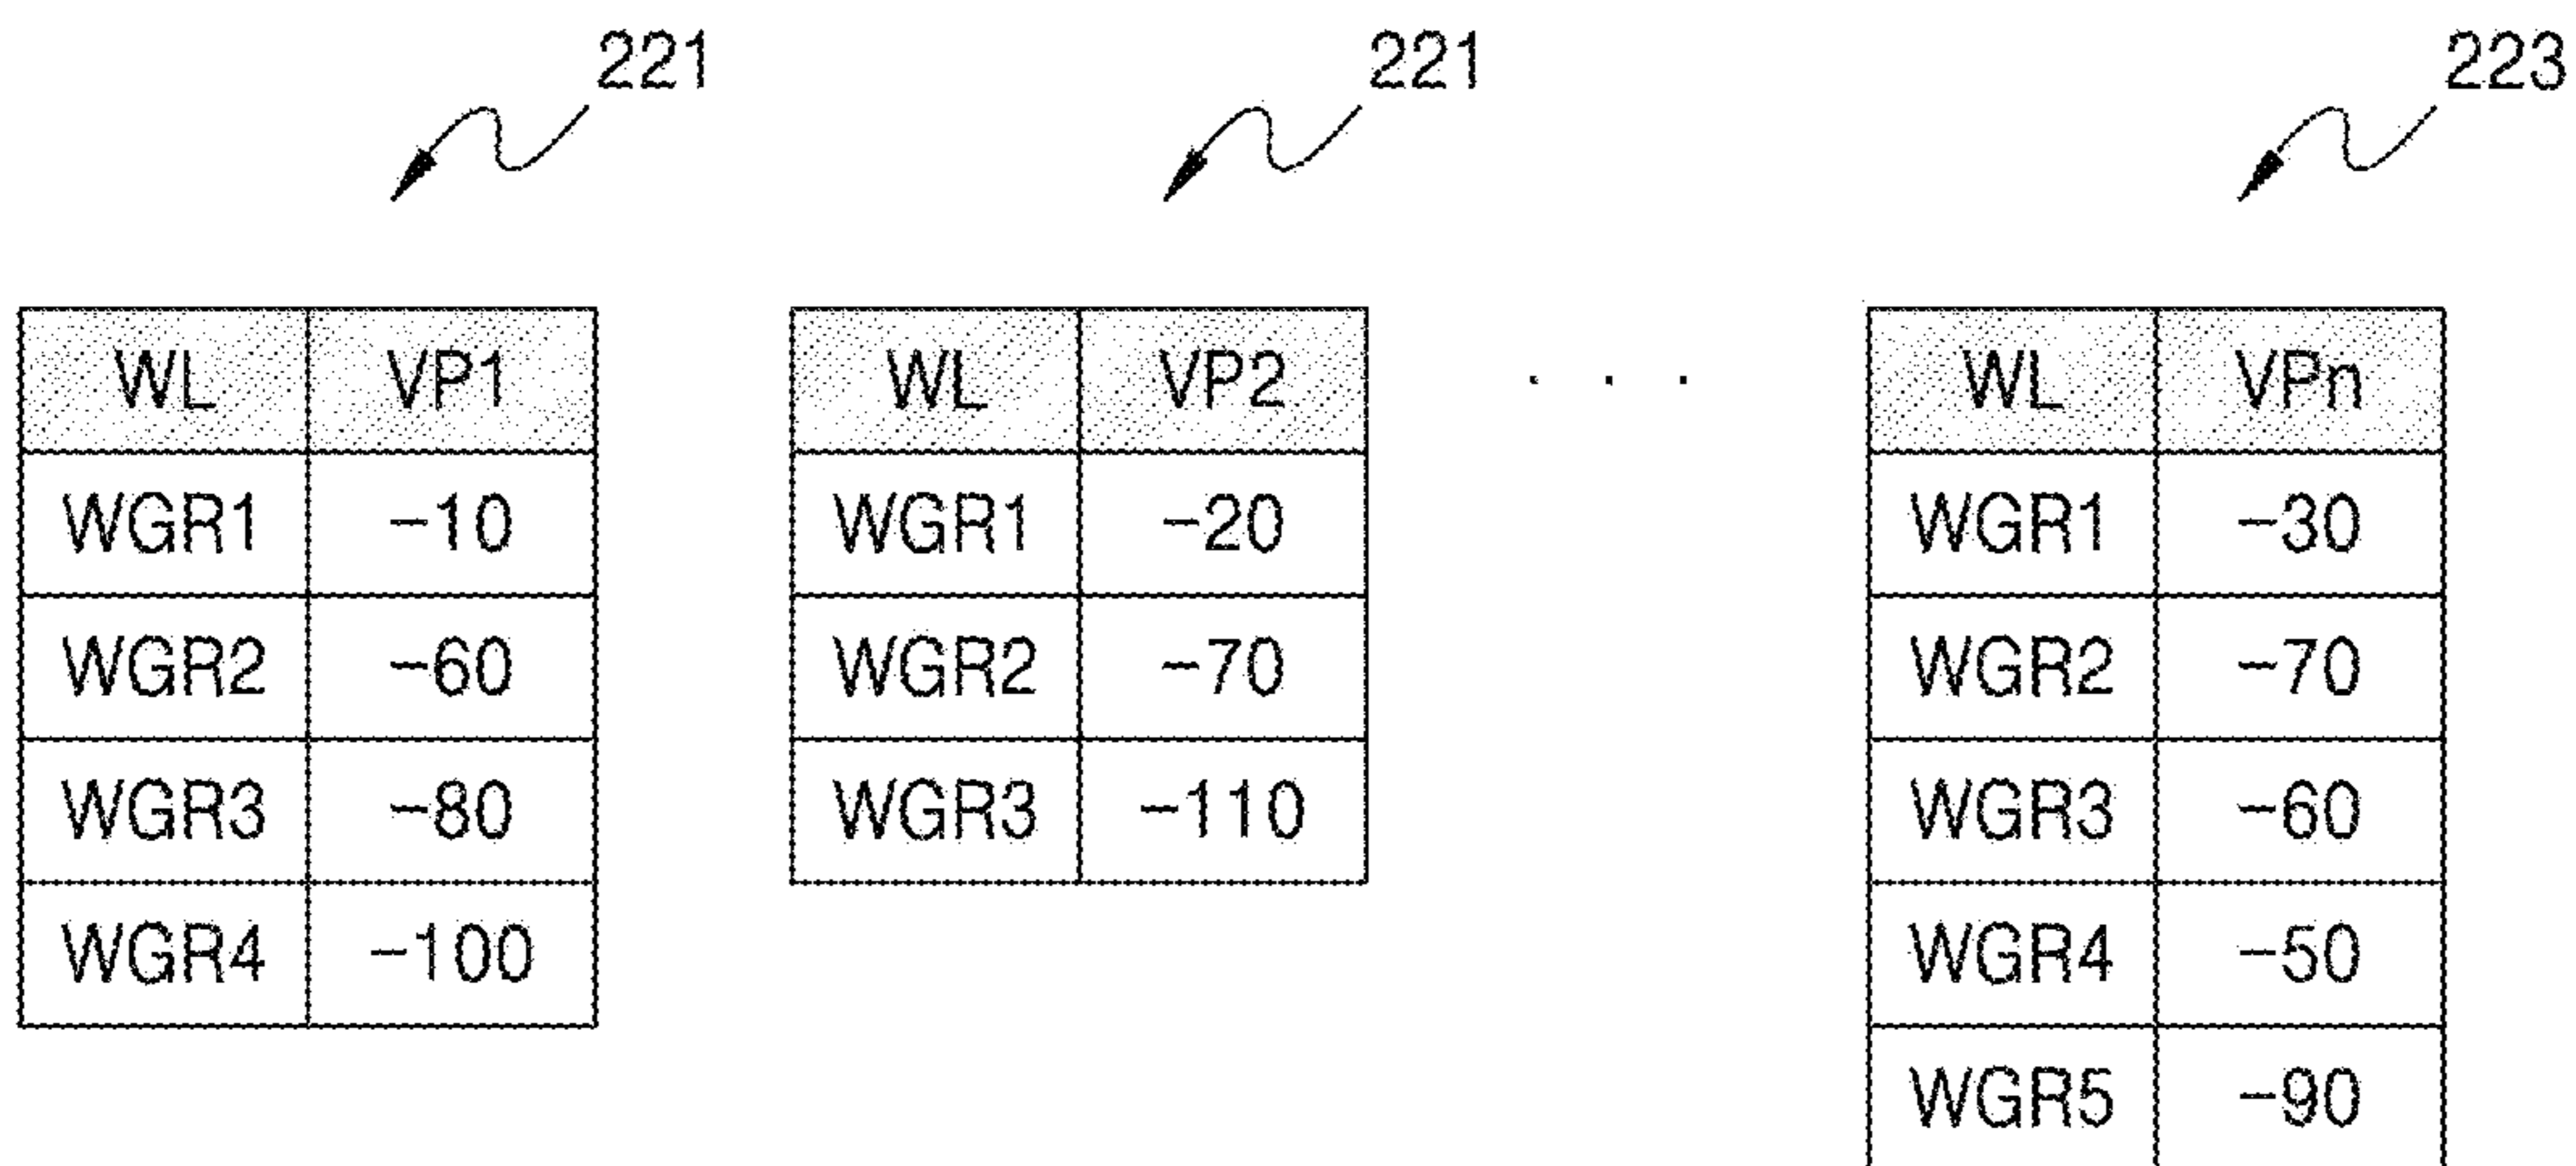 221 221 223
WL VP1 WL VP2 . . . WL VPn
WGR1 -10 WGR1 -20 WGR1 -30
WGR2 -60 WGR2 -70 WGR2 -70
WGR3 -80 WGR3 -110 WGR3 -60
WGR4 -100 WGR4 -50
WGR5 -90